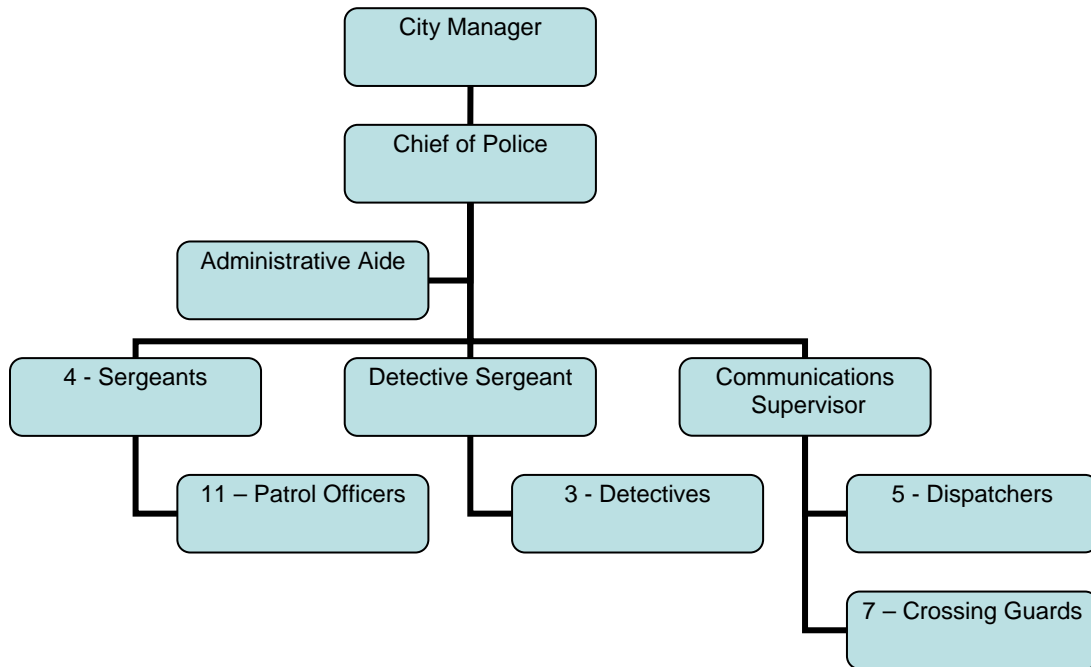 City Manager
Chief of Police
Administrative Aide
4 - Sergeants
Detective Sergeant
Communications
Supervisor
11 – Patrol Officers
3 - Detectives
5 - Dispatchers
7 – Crossing Guards